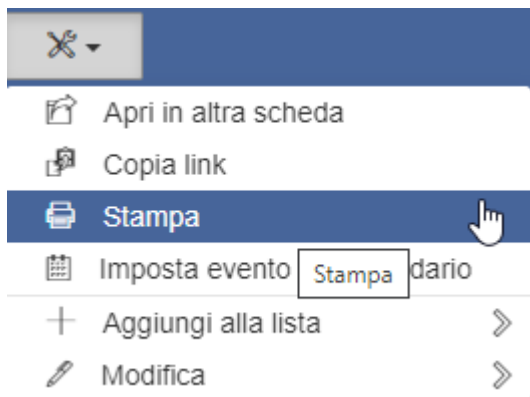 Apri in altra scheda
Copia link
Stampa
Imposta evento dario
Stampa
Aggiungi alla lista
Modifica